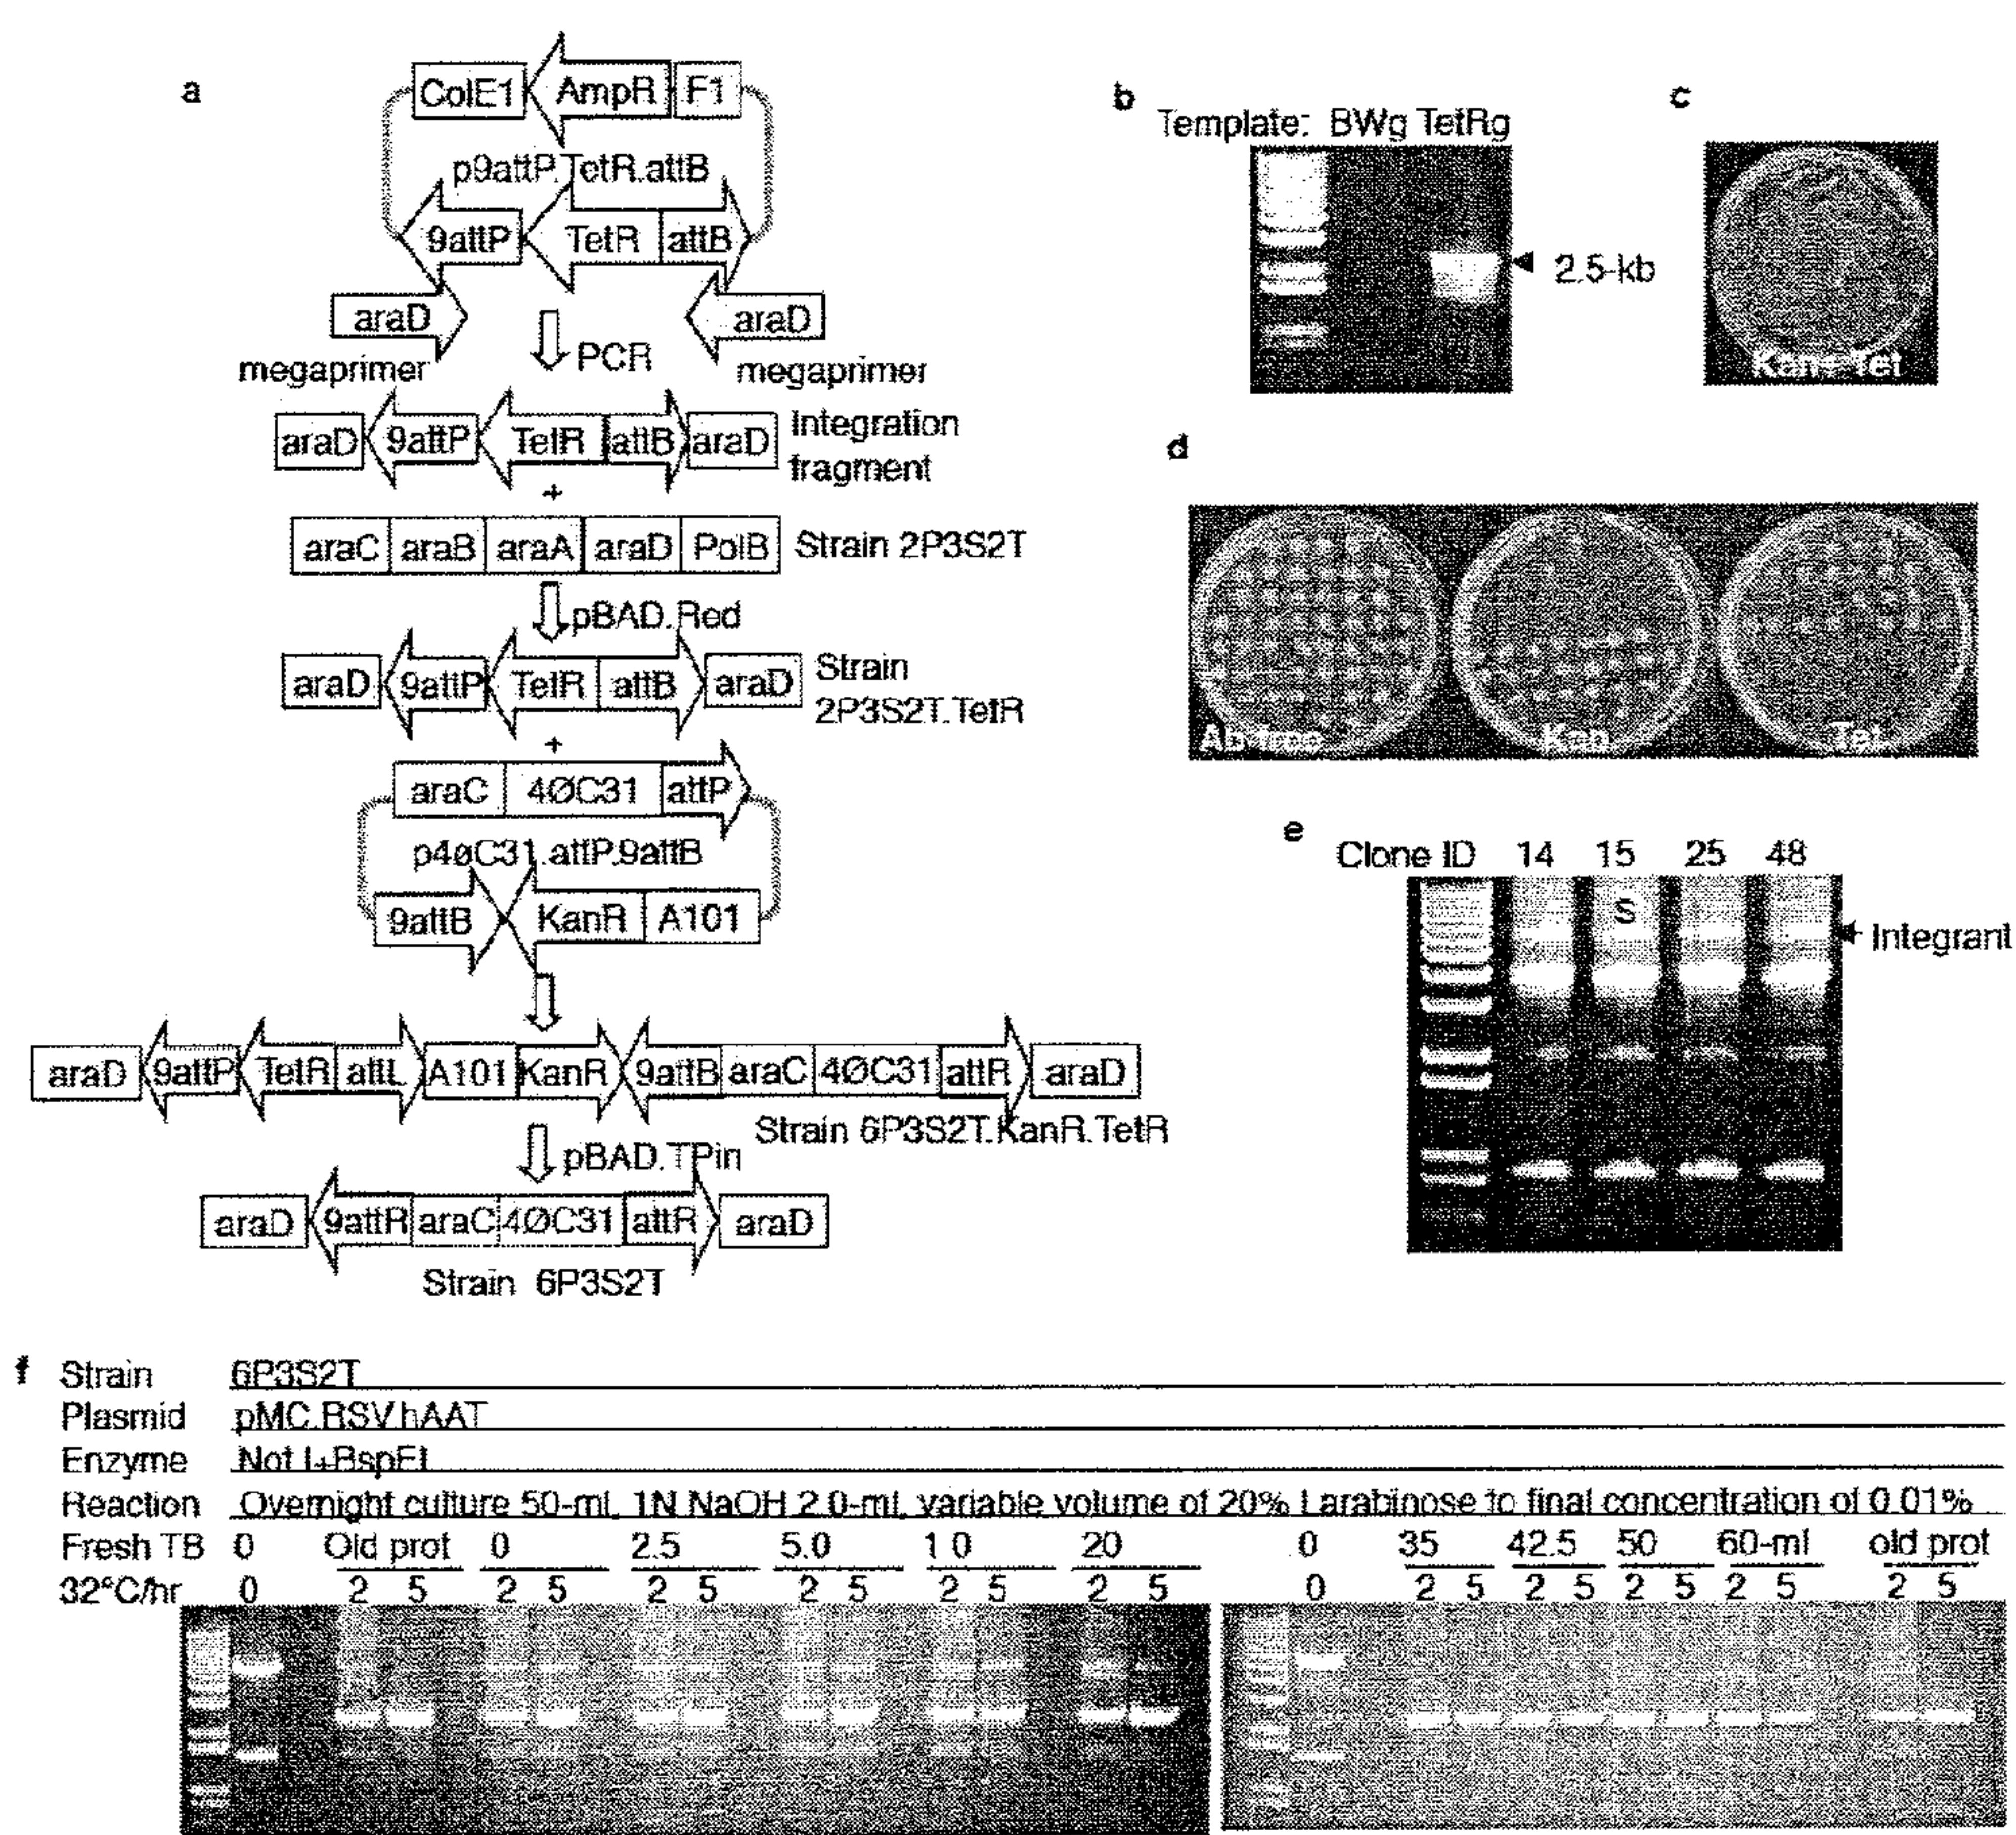 a
ColE1 AmpR F1
p9attP.TetR.attB
9attP TetR attB
araD araD
megaprimer PCR megaprimer
araD 9attP TetR attB araD Integration fragment
+
araC araB araA araD PolB Strain 2P3S2T
pBAD.Red
araD 9attP TetR attB araD Strain 2P3S2T.TetR
+
araC 4ØC31 attP
p4øC31.attP.9attB
9attB KanR A101
araD 9attP TetR attL A101 KanR 9attB araC 4ØC31 attR araD
Strain 6P3S2T.KanR.TetR
pBAD.TPin
araD 9attR araC 4ØC31 attR araD
Strain 6P3S2T
b
Template: BWg TetRg
2.5-kb
c
Kan+Tet
d
Ab free Kan Tet
e
Clone ID 14 15 25 48
S
Integrant
f Strain 6P3S2T
Plasmid pMC.RSV.hAAT
Enzyme Not I+BspEI
Reaction Overnight culture 50-ml, 1N NaOH 2.0-ml, variable volume of 20% Larabinose to final concentration of 0.01%
Fresh TB 0 Old prot 0 2.5 5.0 10 20 0 35 42.5 50 60-ml old prot
32°C/hr 0 2 5 2 5 2 5 2 5 2 5 2 5 0 2 5 2 5 2 5 2 5 2 5